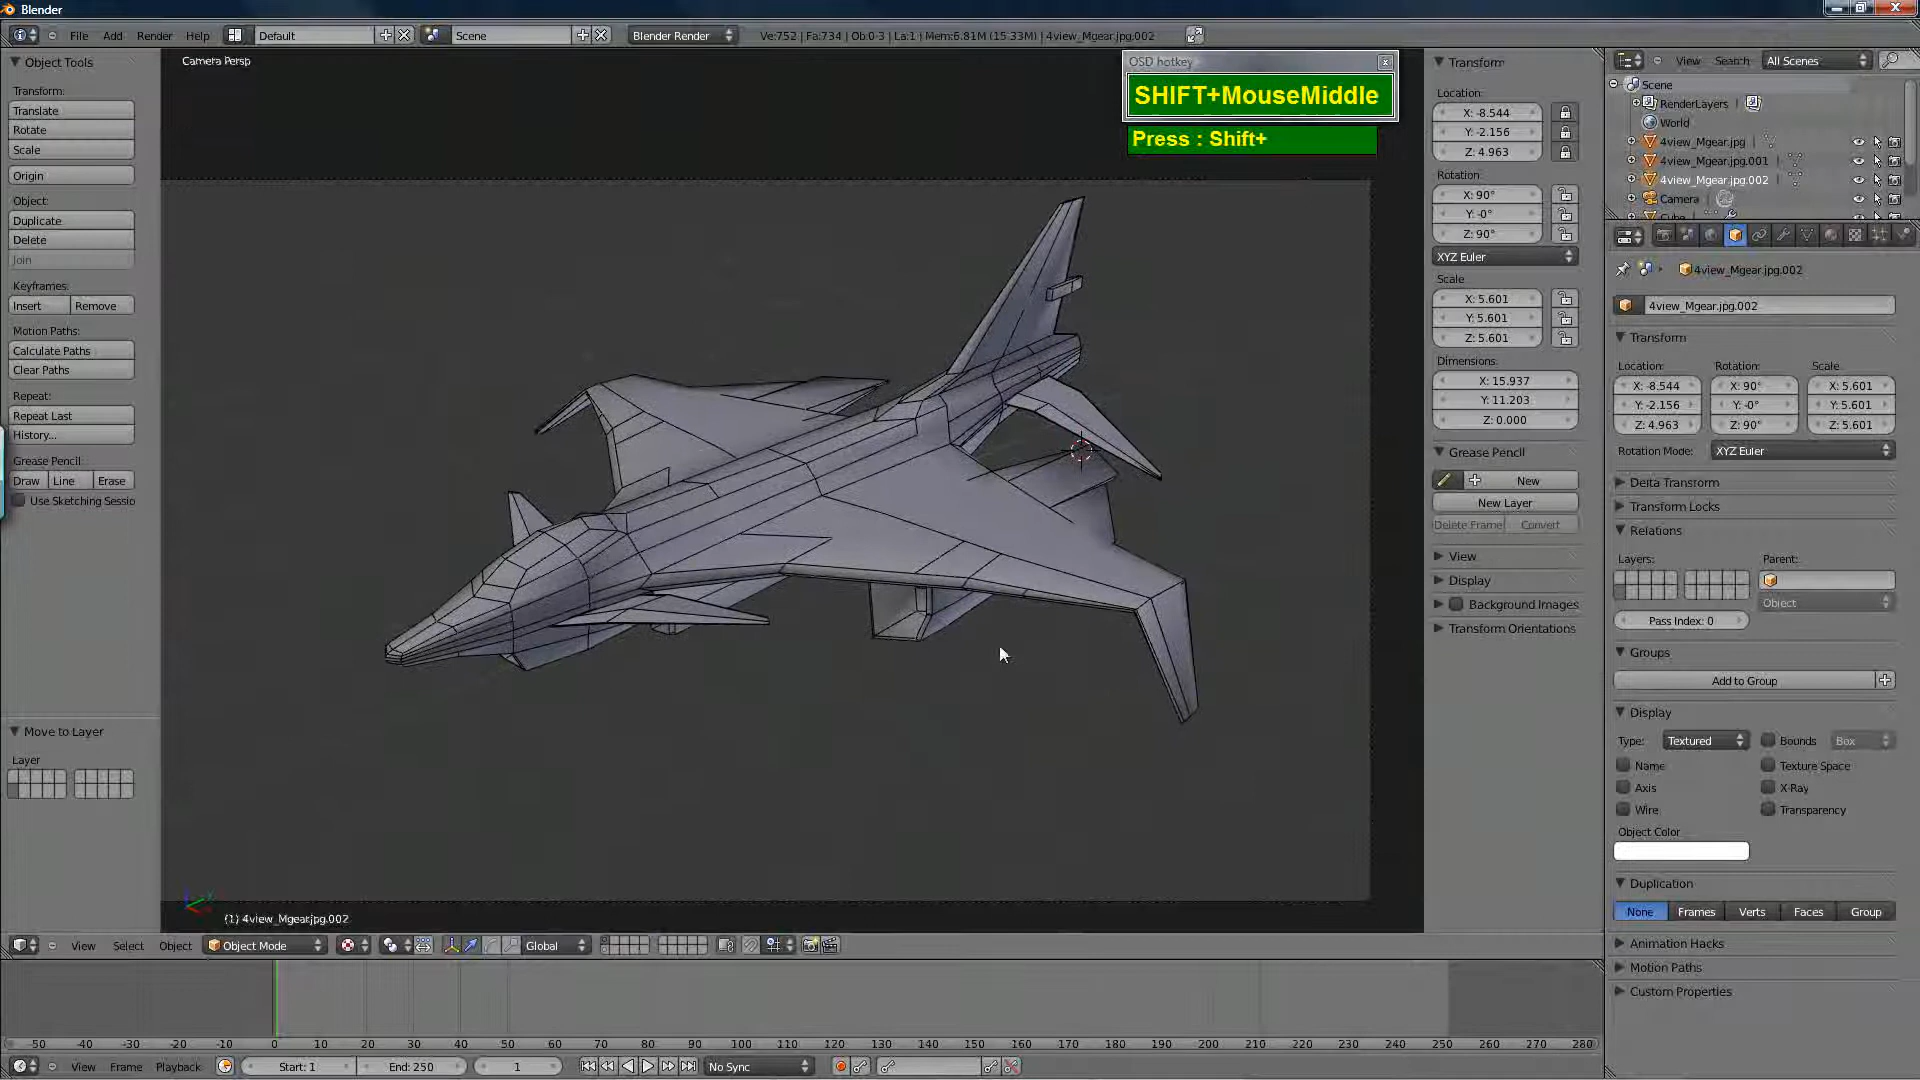 Blender
File Add Render Help Default Scene Blender Render Ve:752 | Fa:734 | Ob:0-3 | La:1 | Mem:6.81M (15.33M) | 4view_Mgear.jpg.002
Object Tools
Transform:
Translate
Rotate
Scale
Origin
Object:
Duplicate
Delete
Join
Keyframes:
Insert Remove
Motion Paths:
Calculate Paths
Clear Paths
Repeat:
Repeat Last
History...
Grease Pencil:
Draw Line Erase
Use Sketching Sessio
Move to Layer
Layer
Camera Persp
OSD hotkey
SHIFT+MouseMiddle
Press : Shift+
(1) 4view_Mgear.jpg.002
Transform
Location:
X: -8.544
Y: -2.156
Z: 4.963
Rotation:
X: 90°
Y: -0°
Z: 90°
XYZ Euler
Scale
X: 5.601
Y: 5.601
Z: 5.601
Dimensions:
X: 15.937
Y: 11.203
Z: 0.000
Grease Pencil
New
New Layer
Delete Frame Convert
View
Display
Background Images
Transform Orientations
View Search All Scenes
Scene
RenderLayers
World
4view_Mgear.jpg
4view_Mgear.jpg.001
4view_Mgear.jpg.002
Camera
Cube
4view_Mgear.jpg.002
4view_Mgear.jpg.002
Transform
Location: Rotation: Scale:
X: -8.544 X: 90° X: 5.601
Y: -2.156 Y: -0° Y: 5.601
Z: 4.963 Z: 90° Z: 5.601
Rotation Mode: XYZ Euler
Delta Transform
Transform Locks
Relations
Layers: Parent:
Object
Pass Index: 0
Groups
Add to Group
Display
Type: Textured Bounds Box
Name Texture Space
Axis X-Ray
Wire Transparency
Object Color
Duplication
None Frames Verts Faces Group
Animation Hacks
Motion Paths
Custom Properties
View Select Object Object Mode Global
-50 -40 -30 -20 -10 0 10 20 30 40 50 60 70 80 90 100 110 120 130 140 150 160 170 180 190 200 210 220 230 240 250 260 270 280
View Frame Playback Start: 1 End: 250 1 No Sync